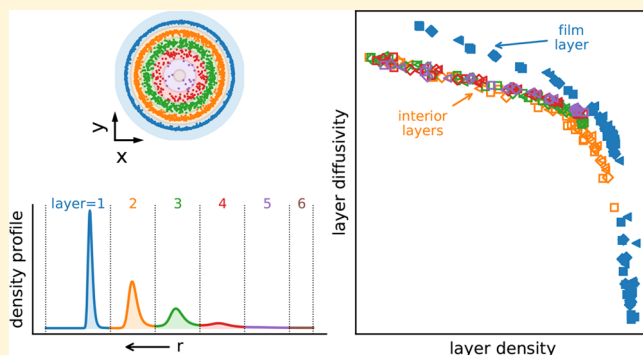 y
x
layer=1 2 3 4 5 6
density profile
r
film
layer
interior
layers
layer diffusivity
layer density